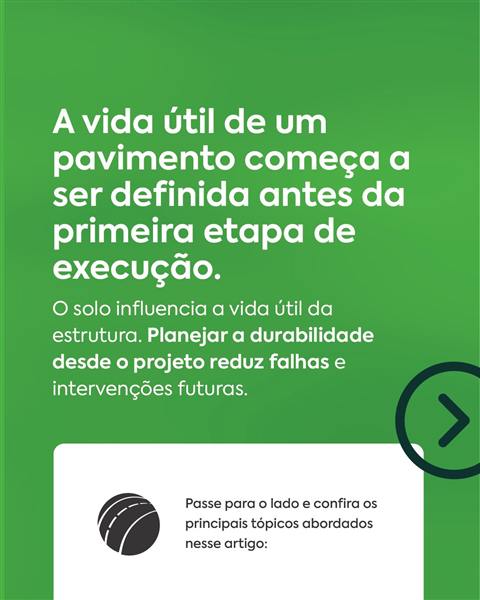 A vida útil de um
pavimento começa a
ser definida antes da
primeira etapa de
execução.
O solo influencia a vida útil da
estrutura. Planejar a durabilidade
desde o projeto reduz falhas e
intervenções futuras.
Passe para o lado e confira os
principais tópicos abordados
nesse artigo: